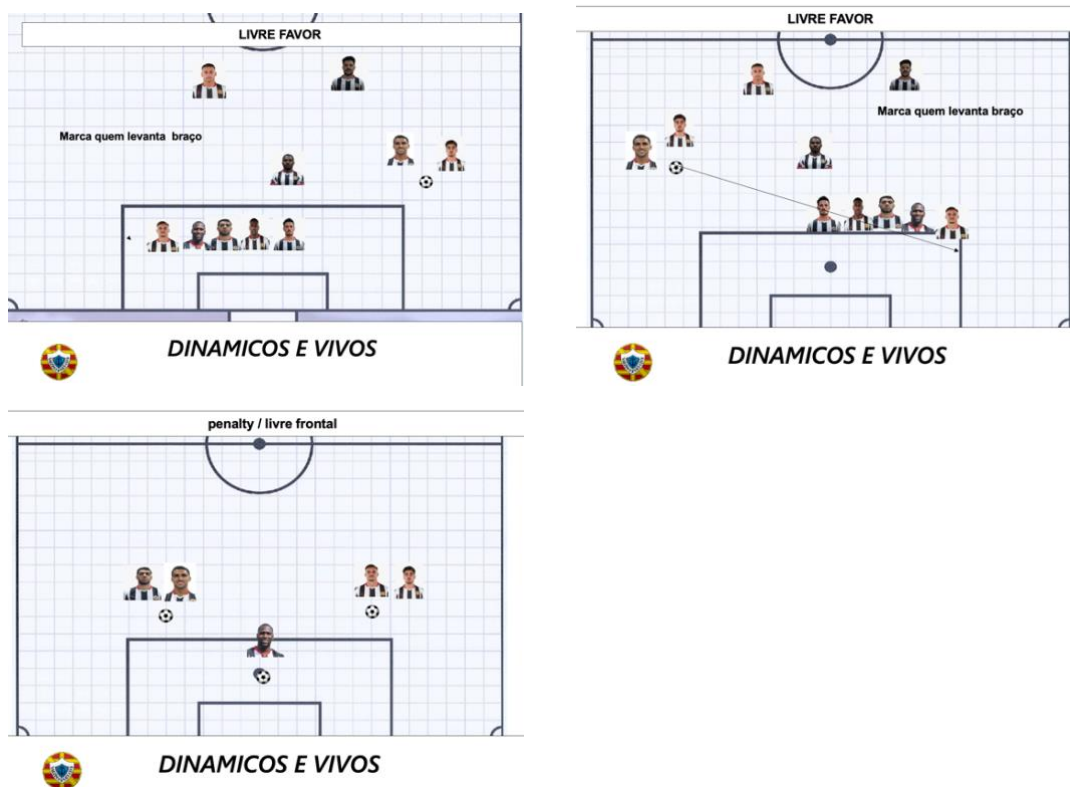 LIVRE FAVOR
Marca quem levanta braço
DINAMICOS E VIVOS
LIVRE FAVOR
Marca quem levanta braço
DINAMICOS E VIVOS
penalty / livre frontal
DINAMICOS E VIVOS